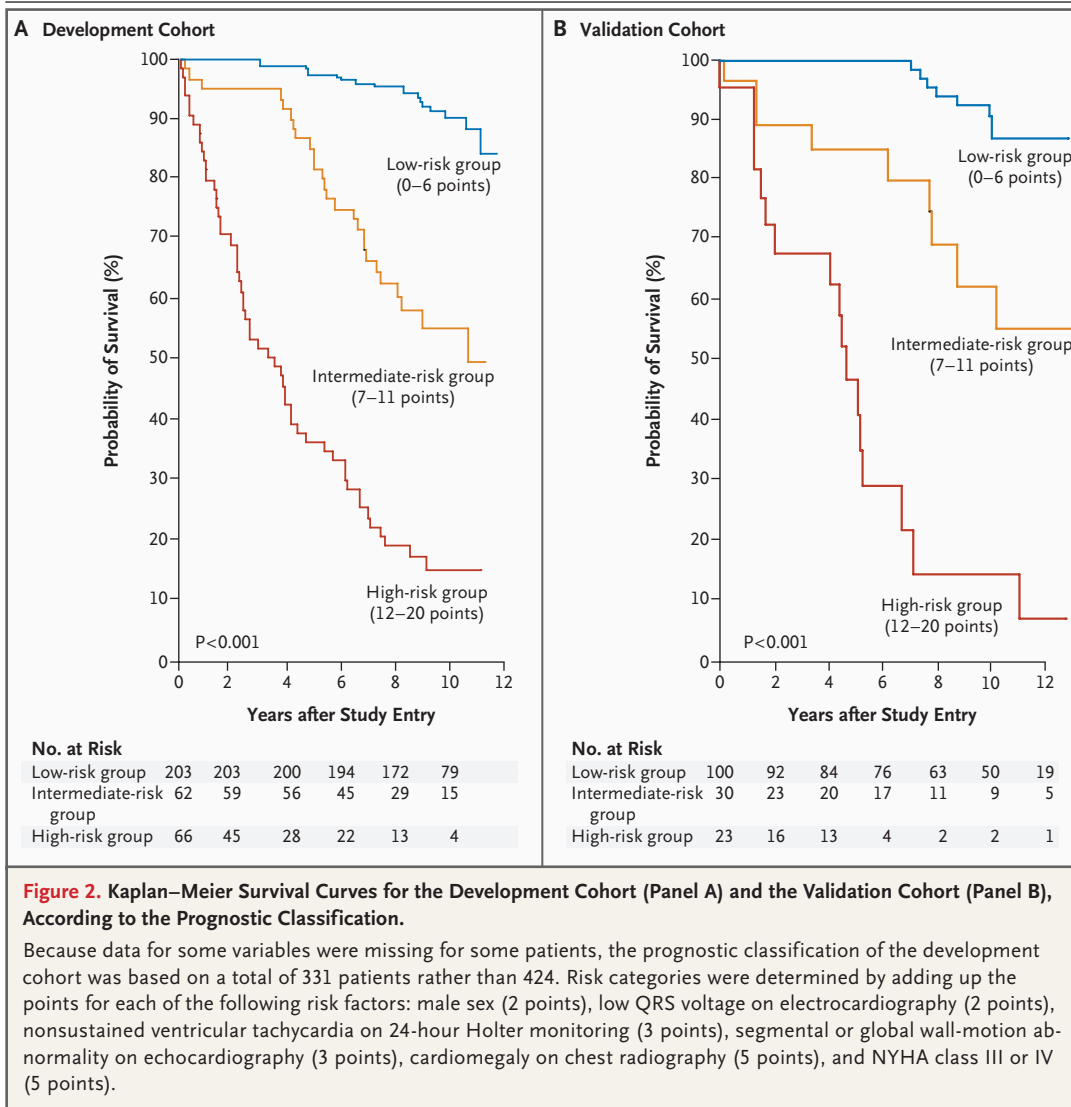 A Development Cohort
Probability of Survival (%)
100
90
80
70
60
50
40
30
20
10
0
Low-risk group
(0–6 points)
Intermediate-risk group
(7–11 points)
High-risk group
(12–20 points)
P<0.001
0 2 4 6 8 10 12
Years after Study Entry
No. at Risk
Low-risk group 203 203 200 194 172 79
Intermediate-risk 62 59 56 45 29 15
group
High-risk group 66 45 28 22 13 4
B Validation Cohort
Probability of Survival (%)
100
90
80
70
60
50
40
30
20
10
0
Low-risk group
(0–6 points)
Intermediate-risk group
(7–11 points)
High-risk group
(12–20 points)
P<0.001
0 2 4 6 8 10 12
Years after Study Entry
No. at Risk
Low-risk group 100 92 84 76 63 50 19
Intermediate-risk 30 23 20 17 11 9 5
group
High-risk group 23 16 13 4 2 2 1
Figure 2. Kaplan–Meier Survival Curves for the Development Cohort (Panel A) and the Validation Cohort (Panel B),
According to the Prognostic Classification.
Because data for some variables were missing for some patients, the prognostic classification of the development
cohort was based on a total of 331 patients rather than 424. Risk categories were determined by adding up the
points for each of the following risk factors: male sex (2 points), low QRS voltage on electrocardiography (2 points),
nonsustained ventricular tachycardia on 24-hour Holter monitoring (3 points), segmental or global wall-motion ab-
normality on echocardiography (3 points), cardiomegaly on chest radiography (5 points), and NYHA class III or IV
(5 points).